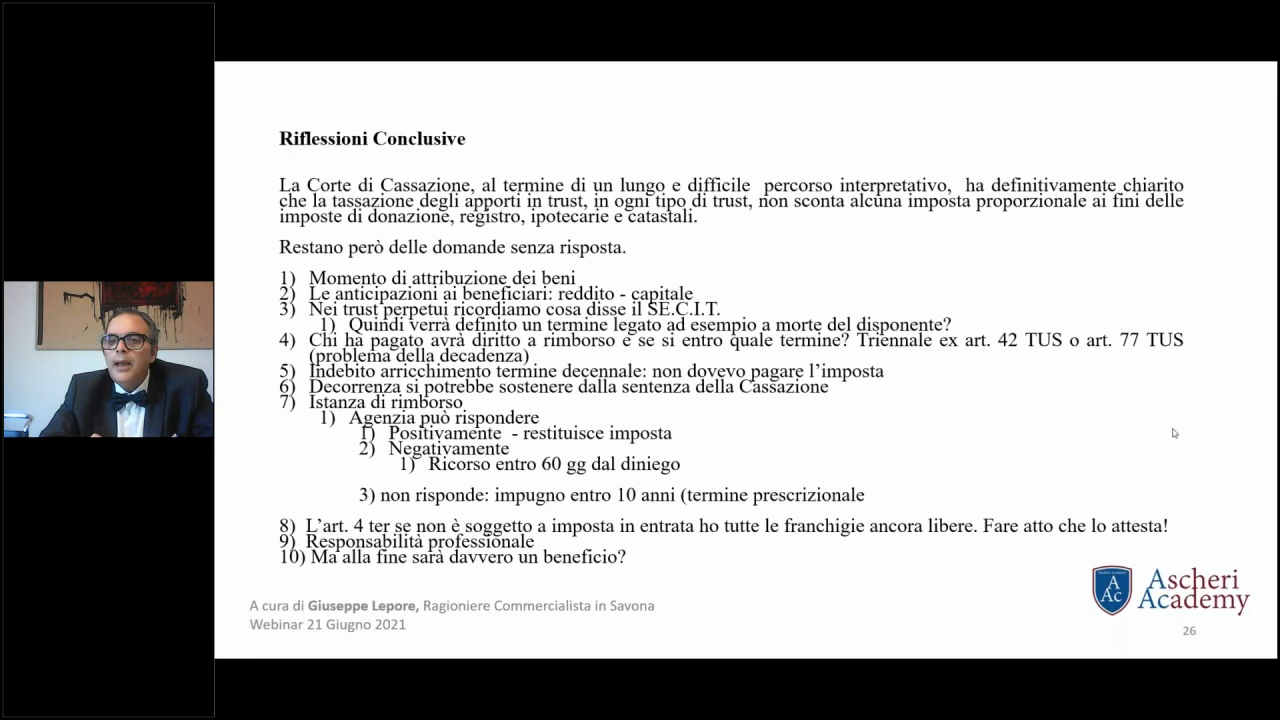 Riflessioni Conclusive
La Corte di Cassazione, al termine di un lungo e difficile percorso interpretativo, ha definitivamente chiarito
che la tassazione degli apporti in trust, in ogni tipo di trust, non sconta alcuna imposta proporzionale ai fini delle
imposte di donazione, registro, ipotecarie e catastali.
Restano però delle domande senza risposta.
1) Momento di attribuzione dei beni
2) Le anticipazioni ai beneficiari: reddito - capitale
3) Nei trust perpetui ricordiamo cosa disse il SE.C.I.T.
1) Quindi verrà definito un termine legato ad esempio a morte del disponente?
4) Chi ha pagato avrà diritto a rimborso e se si entro quale termine? Triennale ex art. 42 TUS o art. 77 TUS
(problema della decadenza)
5) Indebito arricchimento termine decennale: non dovevo pagare l'imposta
6) Decorrenza si potrebbe sostenere dalla sentenza della Cassazione
7) Istanza di rimborso
1) Agenzia può rispondere
1) Positivamente - restituisce imposta
2) Negativamente
1) Ricorso entro 60 gg dal diniego
3) non risponde: impugno entro 10 anni (termine prescrizionale
8) L'art. 4 ter se non è soggetto a imposta in entrata ho tutte le franchigie ancora libere. Fare atto che lo attesta!
9) Responsabilità professionale
10) Ma alla fine sarà davvero un beneficio?
A cura di Giuseppe Lepore, Ragioniere Commercialista in Savona
Webinar 21 Giugno 2021
Ascheri Academy
A
Ac
Ascheri
Academy
26